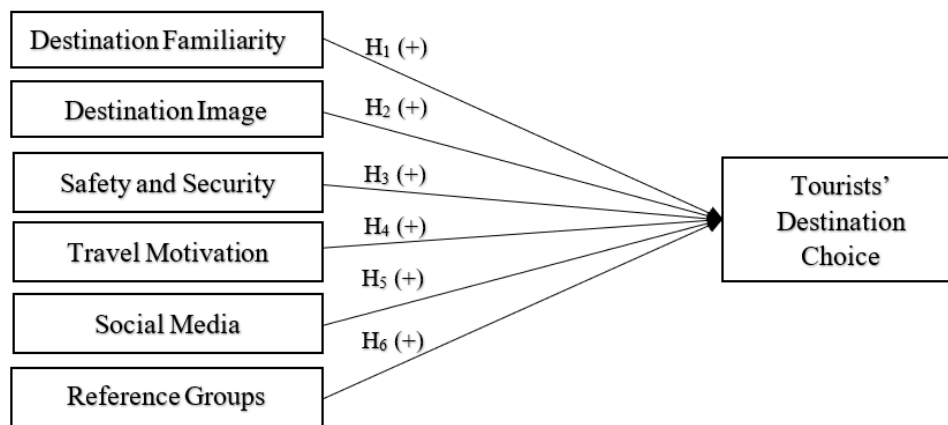 Destination Familiarity
H₁ (+)
Destination Image
H₂ (+)
Safety and Security
H₃ (+)
Travel Motivation
H₄ (+)
Social Media
H₅ (+)
Reference Groups
H₆ (+)
Tourists’
Destination
Choice